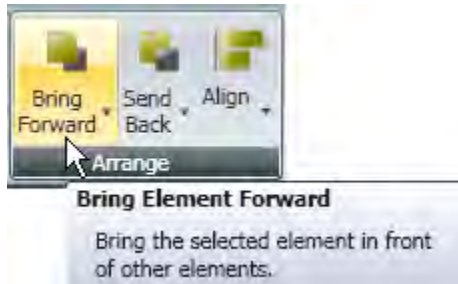 Bring Send Align
Forward Back
Arrange
Bring Element Forward
Bring the selected element in front
of other elements.